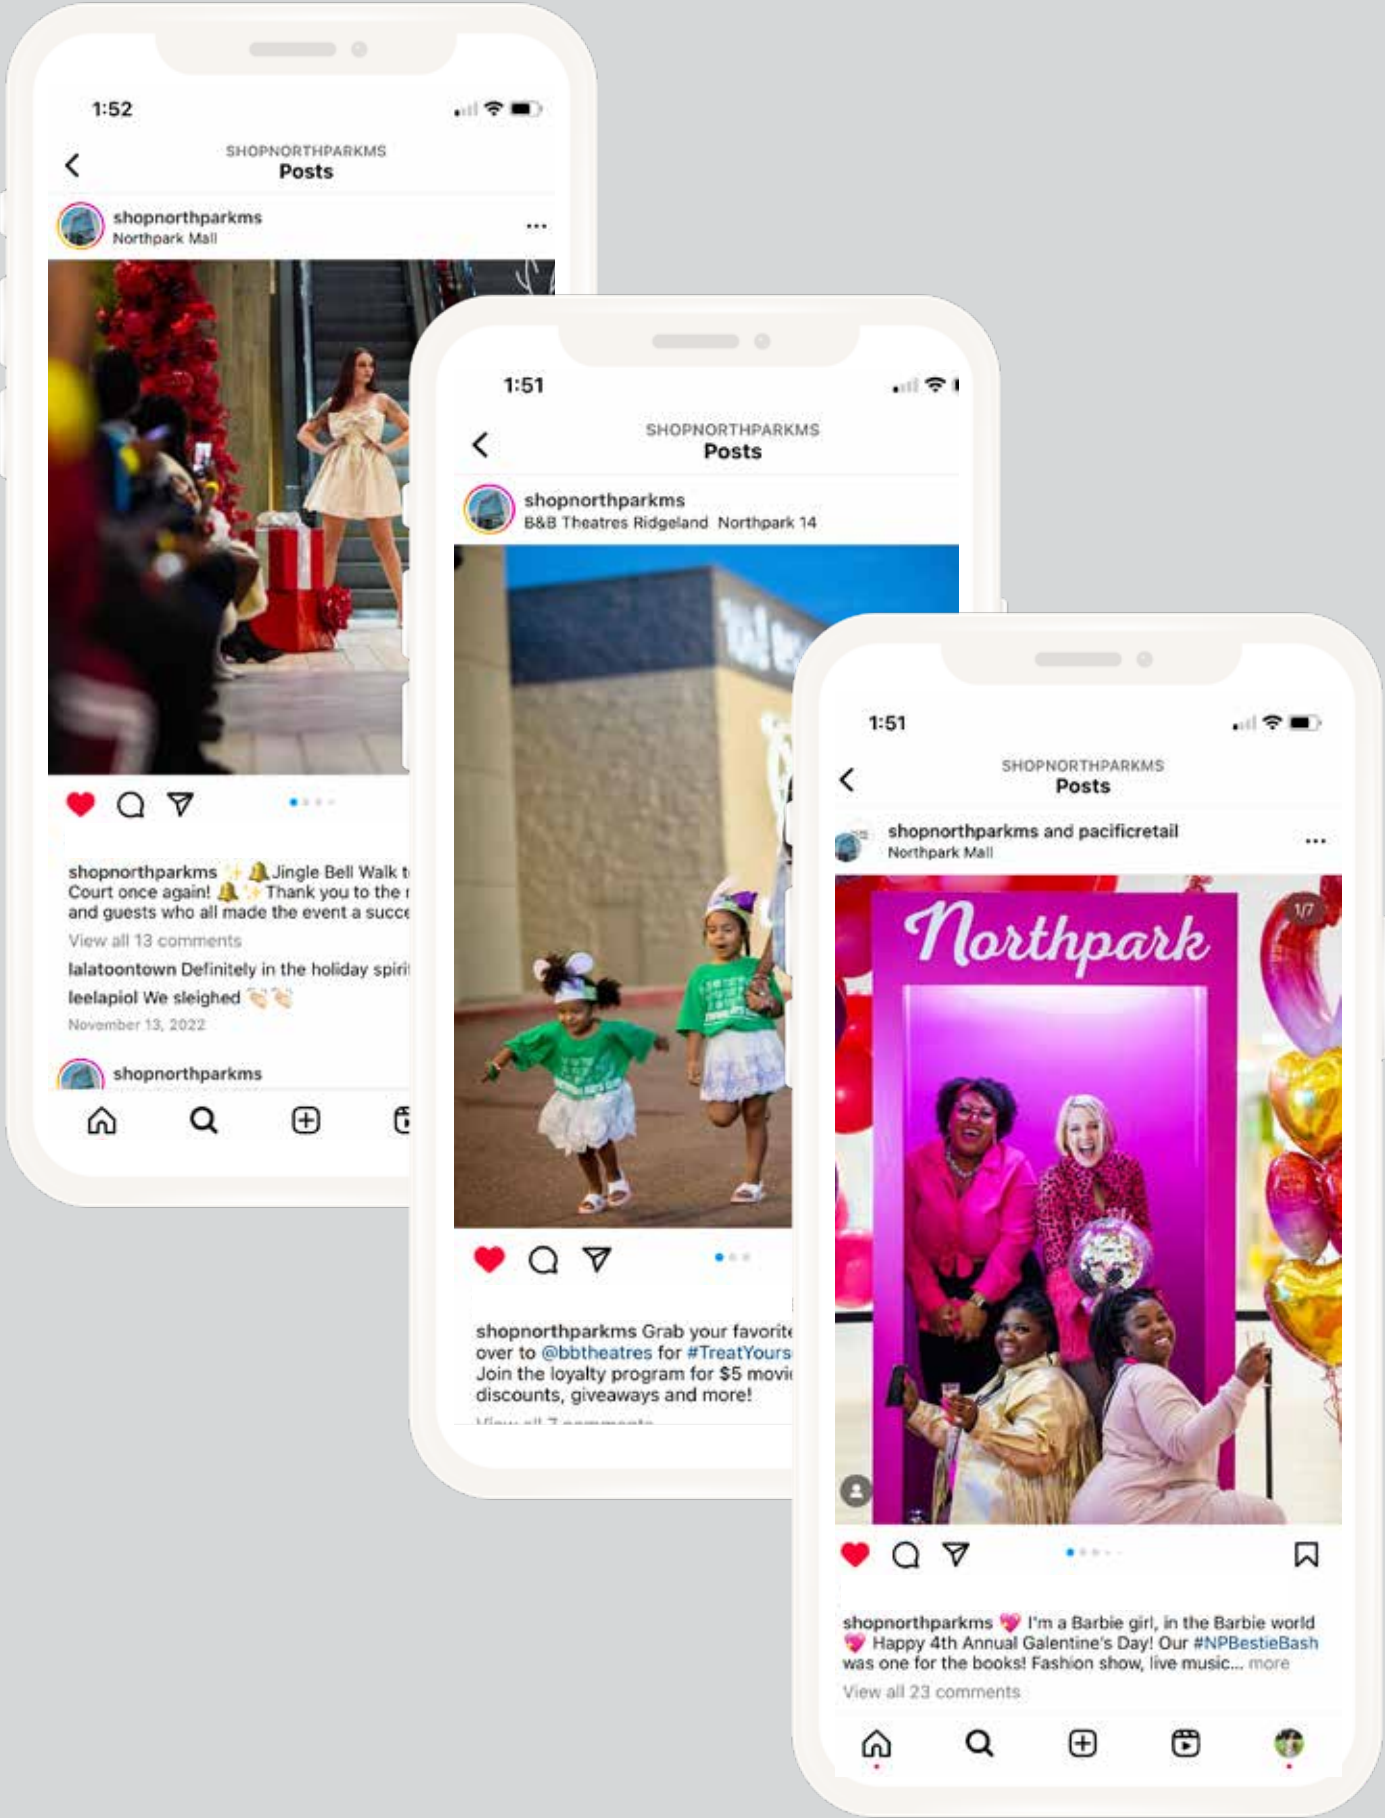 1:52
SHOPNORTHPARKMS
Posts
shopnorthparkms
Northpark Mall
shopnorthparkms ✨🔔Jingle Bell Walk
Court once again! 🔔✨Thank you to the
and guests who all made the event a
View all 13 comments
lalatoontown Definitely in the holiday
leelapiol We sleighed 👏🏻👏🏻
November 13, 2022
shopnorthparkms
1:51
SHOPNORTHPARKMS
Posts
shopnorthparkms
B&B Theatres Ridgeland Northpark 14
shopnorthparkms Grab your favorite
over to @bbtheatres for #TreatYours
Join the loyalty program for $5
discounts, giveaways and more!
View all 7 comments
1:51
SHOPNORTHPARKMS
Posts
shopnorthparkms and pacificretail
Northpark Mall
1/7
Northpark
shopnorthparkms 💖 I'm a Barbie girl, in the Barbie world
💖 Happy 4th Annual Galentine's Day! Our #NPBestieBash
was one for the books! Fashion show, live music... more
View all 23 comments